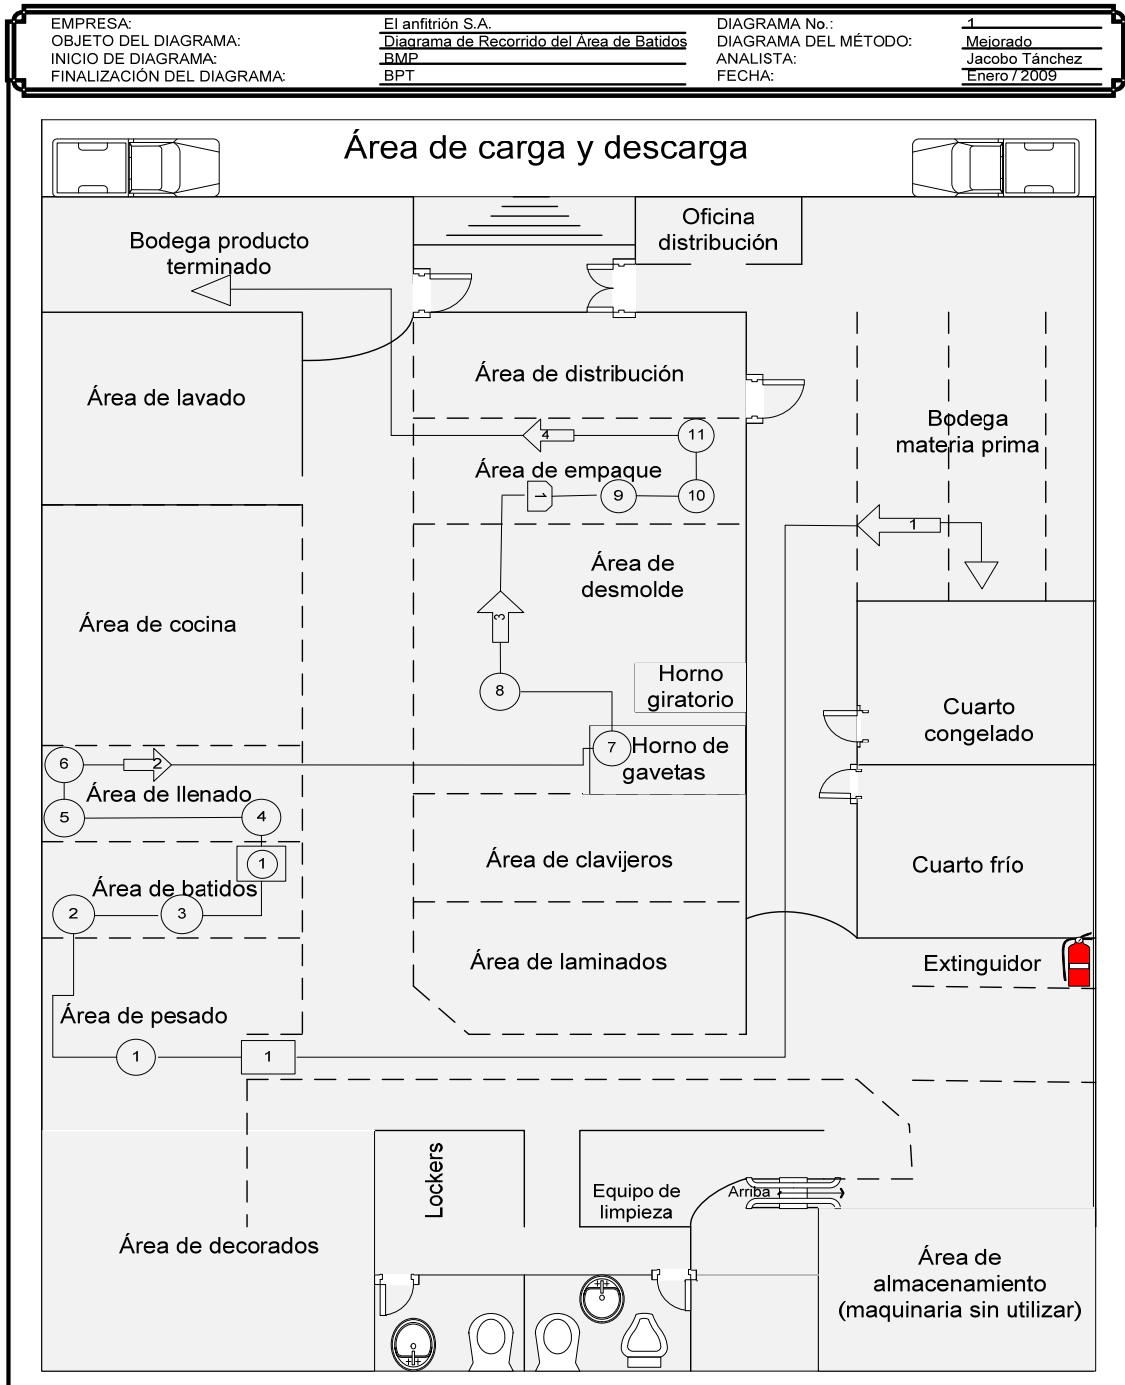 EMPRESA: El anfitrión S.A. DIAGRAMA No.: 1
OBJETO DEL DIAGRAMA: Diagrama de Recorrido del Área de Batidos DIAGRAMA DEL MÉTODO: Mejorado
INICIO DE DIAGRAMA: BMP ANALISTA: Jacobo Tánchez
FINALIZACIÓN DEL DIAGRAMA: BPT FECHA: Enero / 2009
Área de carga y descarga
Oficina
distribución
Bodega producto
terminado
Área de distribución
Área de lavado
Bodega
materia prima
4
11
Área de empaque
1
9
10
1
Área de
desmolde
Área de cocina
3
Horno
giratorio
8
Cuarto
congelado
7
Horno de
gavetas
6
2
Área de llenado
5
4
Área de clavijeros
1
Cuarto frío
Área de batidos
2
3
Área de laminados
Extinguidor
Área de pesado
1
1
Lockers
Equipo de
limpieza
Arriba
Área de decorados
Área de
almacenamiento
(maquinaria sin utilizar)